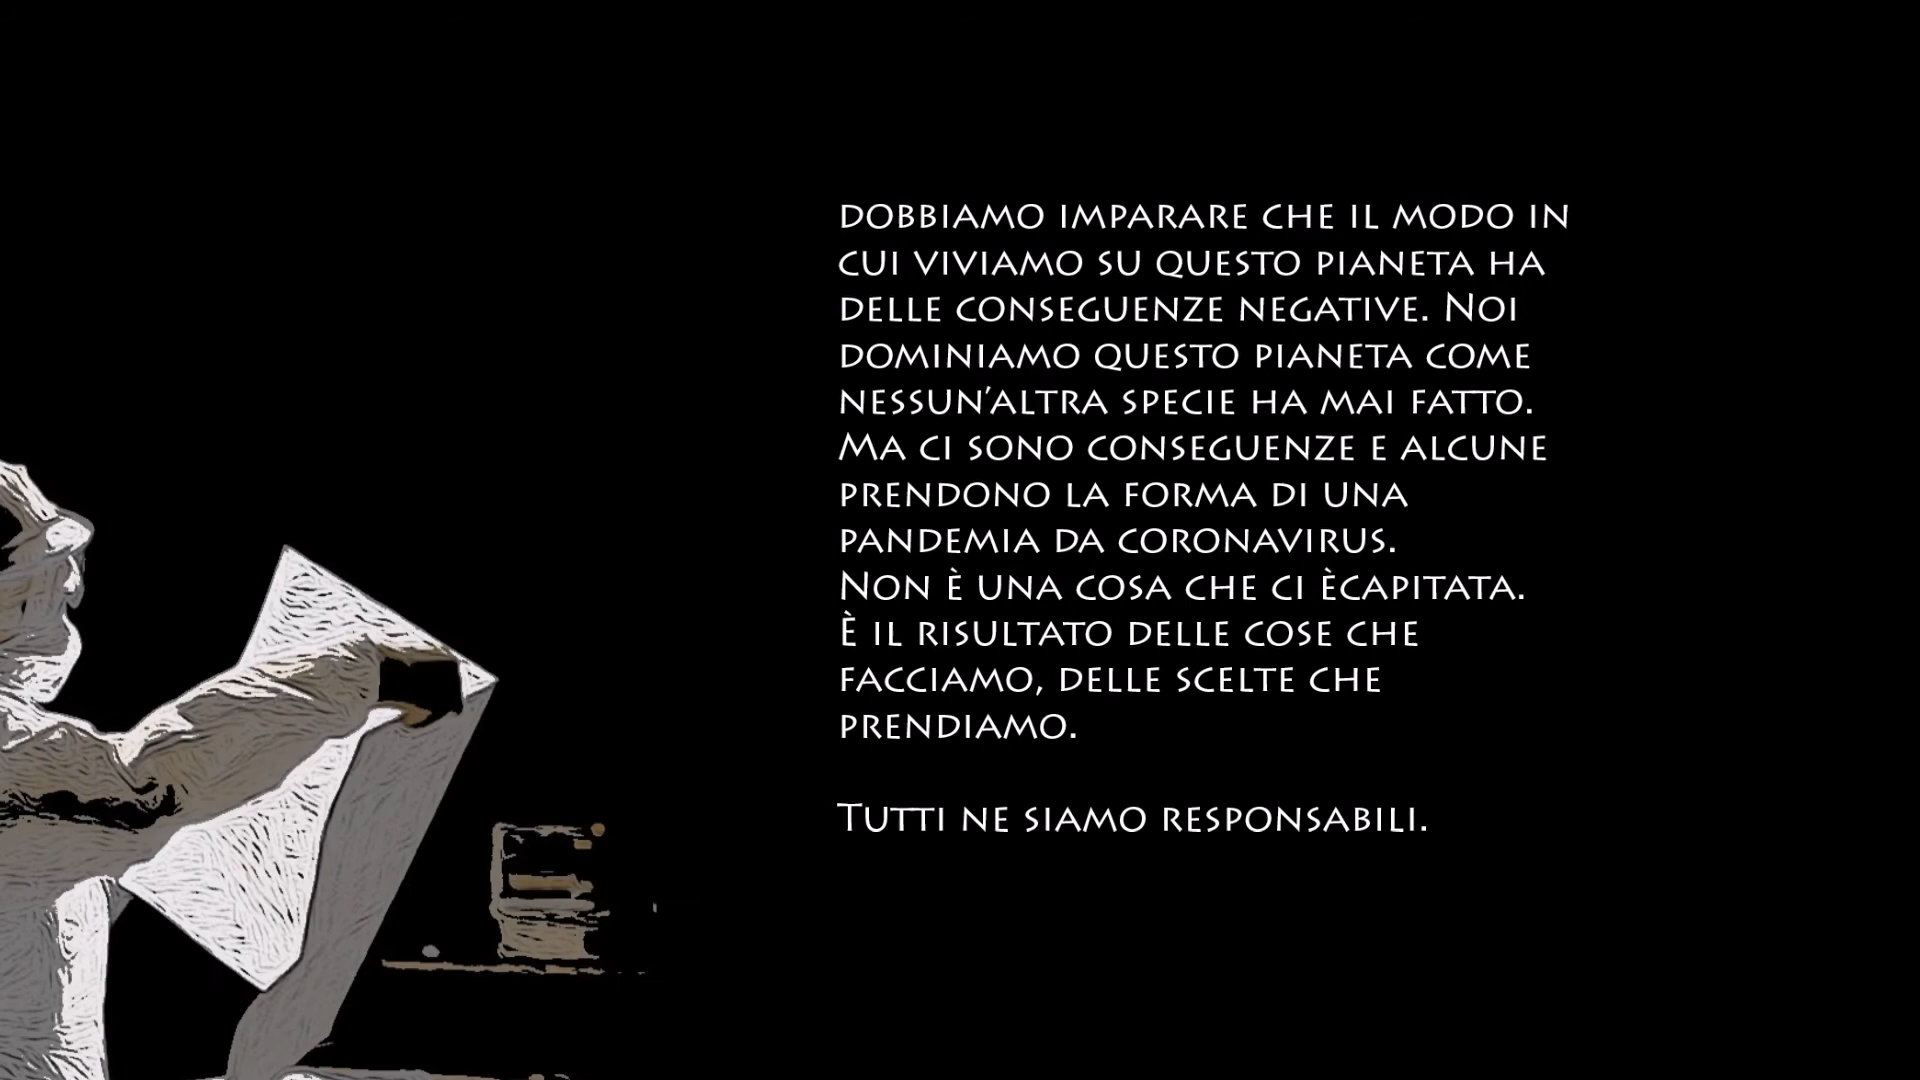 dobbiamo imparare che il modo in
cui viviamo su questo pianeta ha
delle conseguenze negative. Noi
dominiamo questo pianeta come
nessun’altra specie ha mai fatto.
Ma ci sono conseguenze e alcune
prendono la forma di una
pandemia da coronavirus.
Non è una cosa che ci ècapitata.
È il risultato delle cose che
facciamo, delle scelte che
prendiamo.
Tutti ne siamo responsabili.